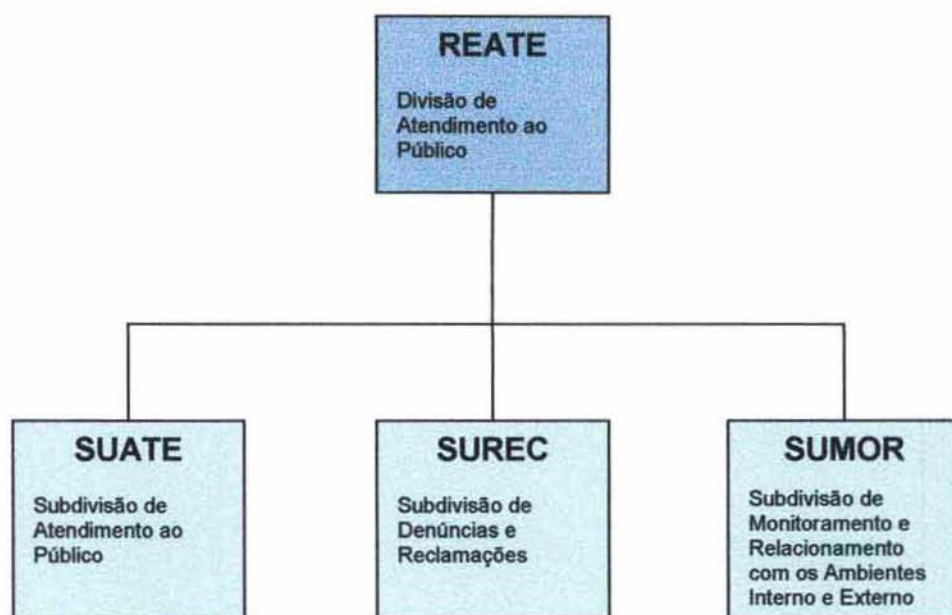 REATE
Divisão de
Atendimento ao
Público
SUATE
Subdivisão de
Atendimento ao
Público
SUREC
Subdivisão de
Denúncias e
Reclamações
SUMOR
Subdivisão de
Monitoramento e
Relacionamento
com os Ambientes
Interno e Externo